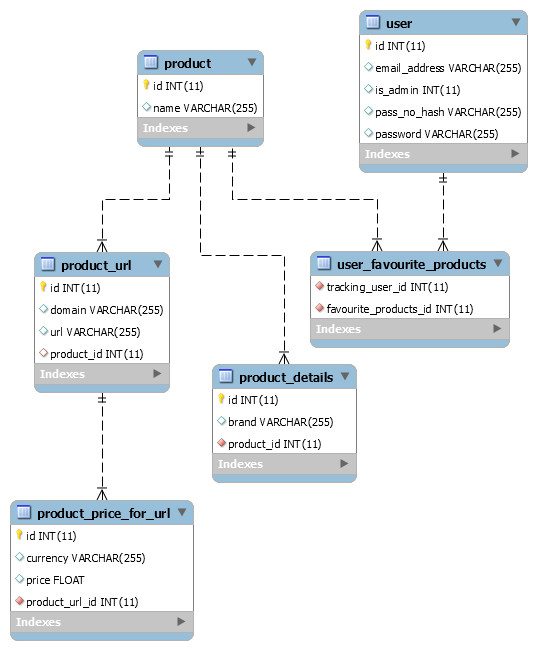 user
id INT(11)
email_address VARCHAR(255)
is_admin INT(11)
pass_no_hash VARCHAR(255)
password VARCHAR(255)
Indexes
product
id INT(11)
name VARCHAR(255)
Indexes
product_url
id INT(11)
domain VARCHAR(255)
url VARCHAR(255)
product_id INT(11)
Indexes
user_favourite_products
tracking_user_id INT(11)
favourite_products_id INT(11)
Indexes
product_details
id INT(11)
brand VARCHAR(255)
product_id INT(11)
Indexes
product_price_for_url
id INT(11)
currency VARCHAR(255)
price FLOAT
product_url_id INT(11)
Indexes